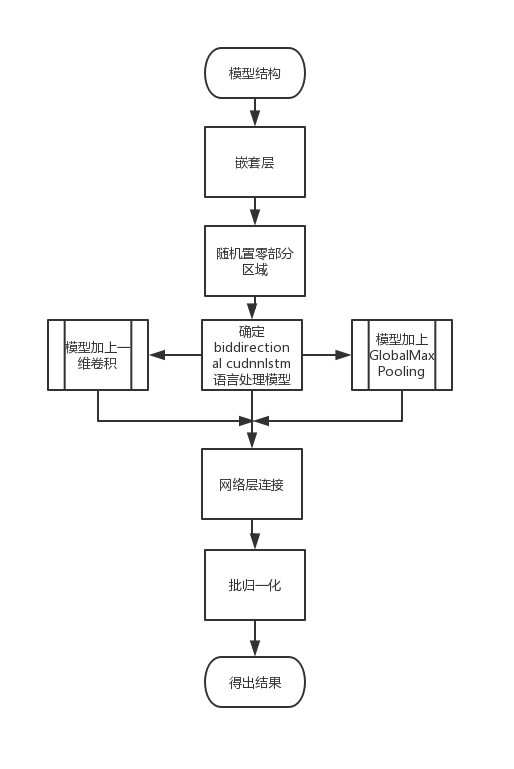 模型结构
嵌套层
随机置零部分
区域
模型加上一
维卷积
确定
biddirection
al cudnnlstm
语言处理模型
模型加上
GlobalMax
Pooling
网络层连接
批归一化
得出结果